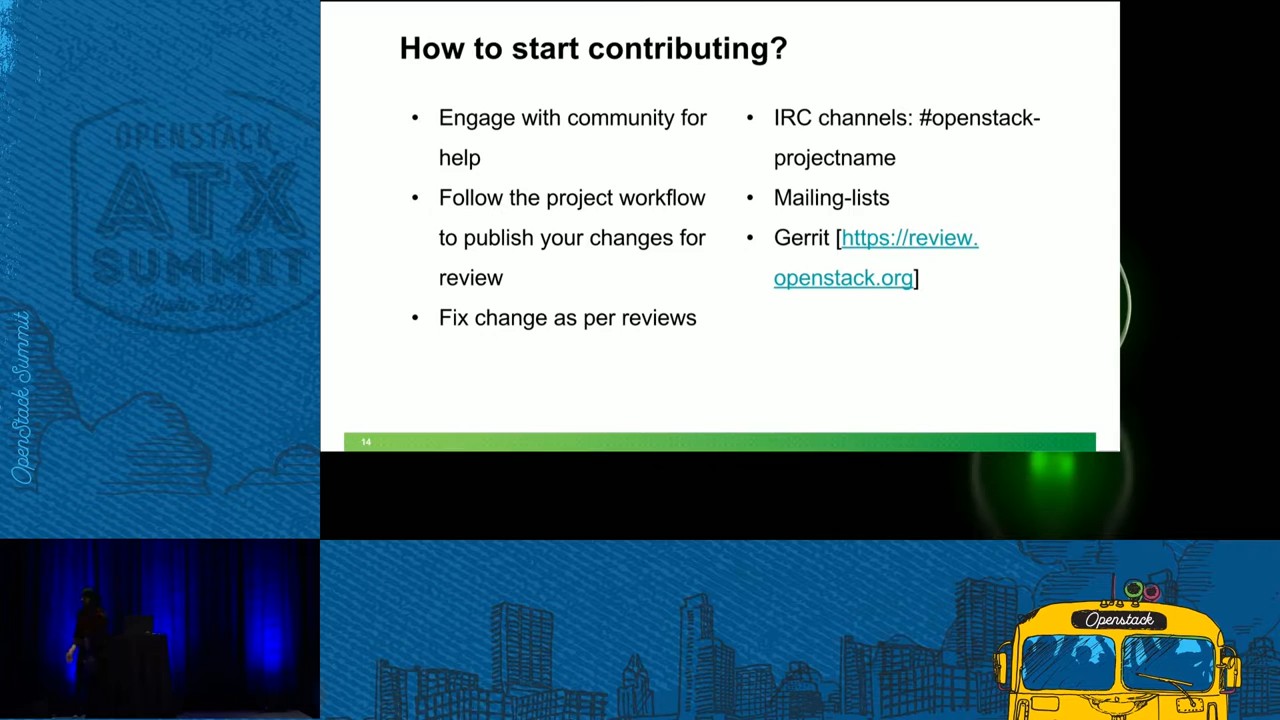 How to start contributing?
• Engage with community for
help
• Follow the project workflow
to publish your changes for
review
• Fix change as per reviews
• IRC channels: #openstack-
projectname
• Mailing-lists
• Gerrit [https://review.
openstack.org]
14
OPENSTACK
ATX
SUMMIT
OpenStack Summit
Openstack